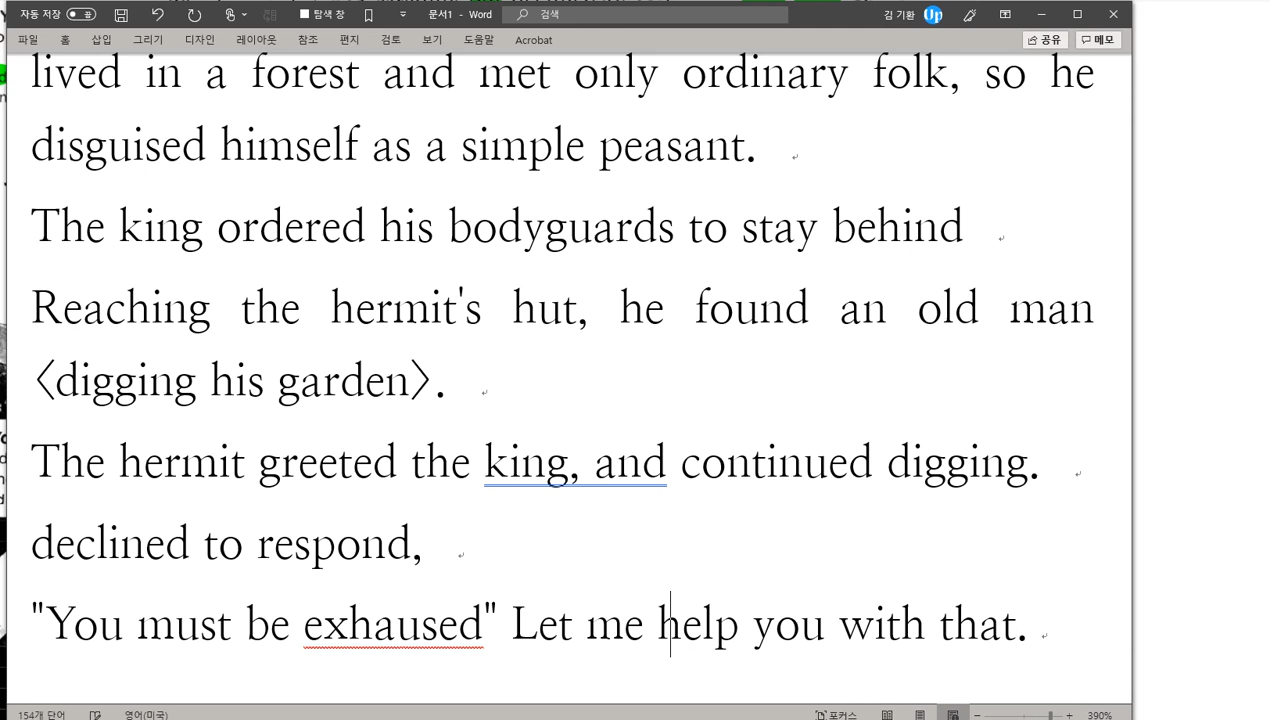 자동 저장 끔 탐색 창 문서1 - Word 검색 김 기환 Up
파일 홈 삽입 그리기 디자인 레이아웃 참조 편지 검토 보기 도움말 Acrobat 공유 메모
lived in a forest and met only ordinary folk, so he
disguised himself as a simple peasant.
The king ordered his bodyguards to stay behind
Reaching the hermit's hut, he found an old man
〈digging his garden〉.
The hermit greeted the king, and continued digging.
declined to respond,
"You must be exhaused" Let me help you with that.
154개 단어 영어(미국) 포커스 390%